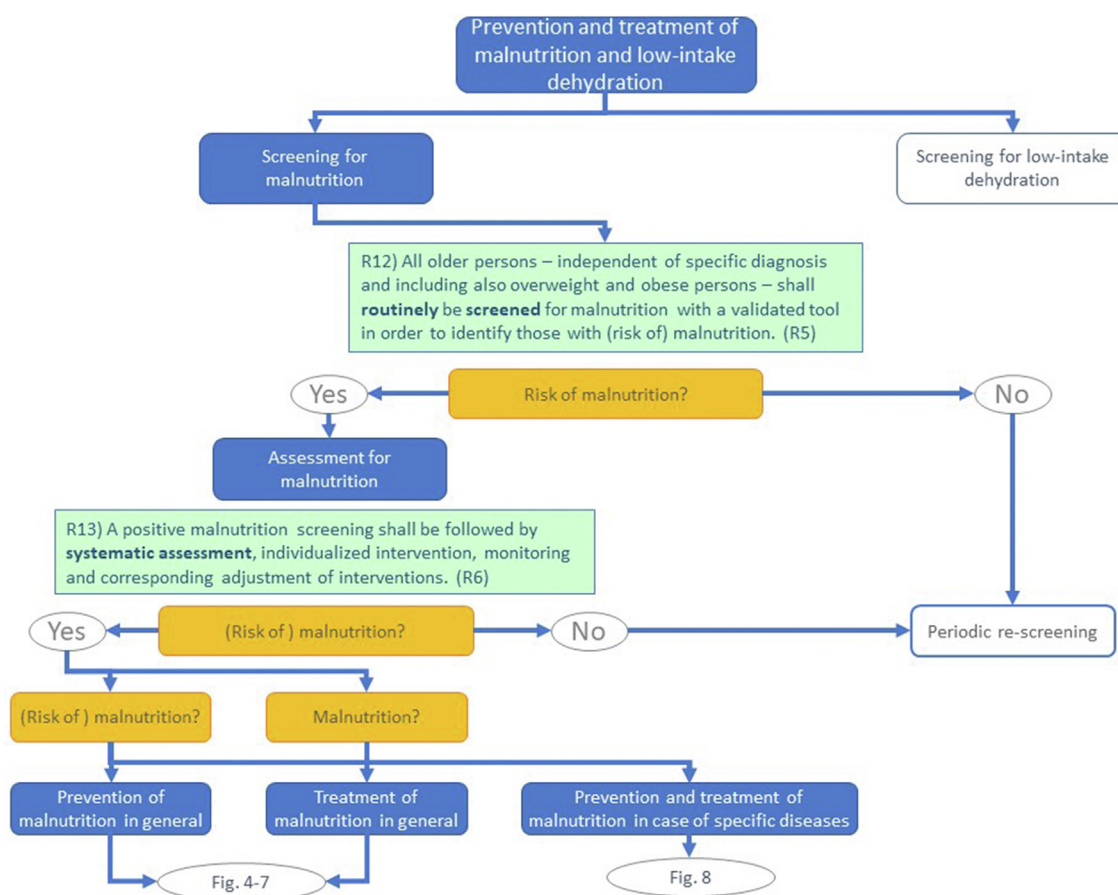 Prevention and treatment of
malnutrition and low-intake
dehydration
Screening for
malnutrition
Screening for low-intake
dehydration
R12) All older persons – independent of specific diagnosis
and including also overweight and obese persons – shall
routinely be screened for malnutrition with a validated tool
in order to identify those with (risk of) malnutrition. (R5)
Yes
Risk of malnutrition?
No
Assessment for
malnutrition
R13) A positive malnutrition screening shall be followed by
systematic assessment, individualized intervention, monitoring
and corresponding adjustment of interventions. (R6)
Yes
(Risk of ) malnutrition?
No
Periodic re-screening
(Risk of ) malnutrition?
Malnutrition?
Prevention of
malnutrition in general
Treatment of
malnutrition in general
Prevention and treatment of
malnutrition in case of specific diseases
Fig. 4-7
Fig. 8